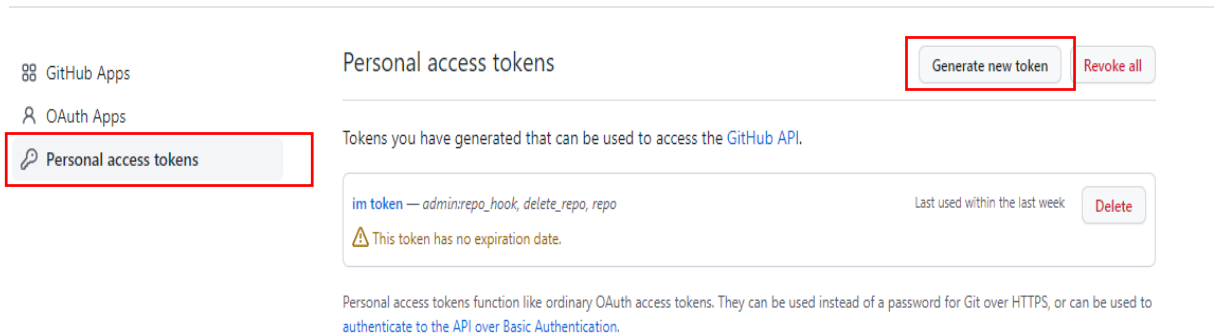 GitHub Apps
OAuth Apps
Personal access tokens
Personal access tokens
Generate new token
Revoke all
Tokens you have generated that can be used to access the GitHub API.
im token — admin:repo_hook, delete_repo, repo
Last used within the last week
Delete
This token has no expiration date.
Personal access tokens function like ordinary OAuth access tokens. They can be used instead of a password for Git over HTTPS, or can be used to
authenticate to the API over Basic Authentication.